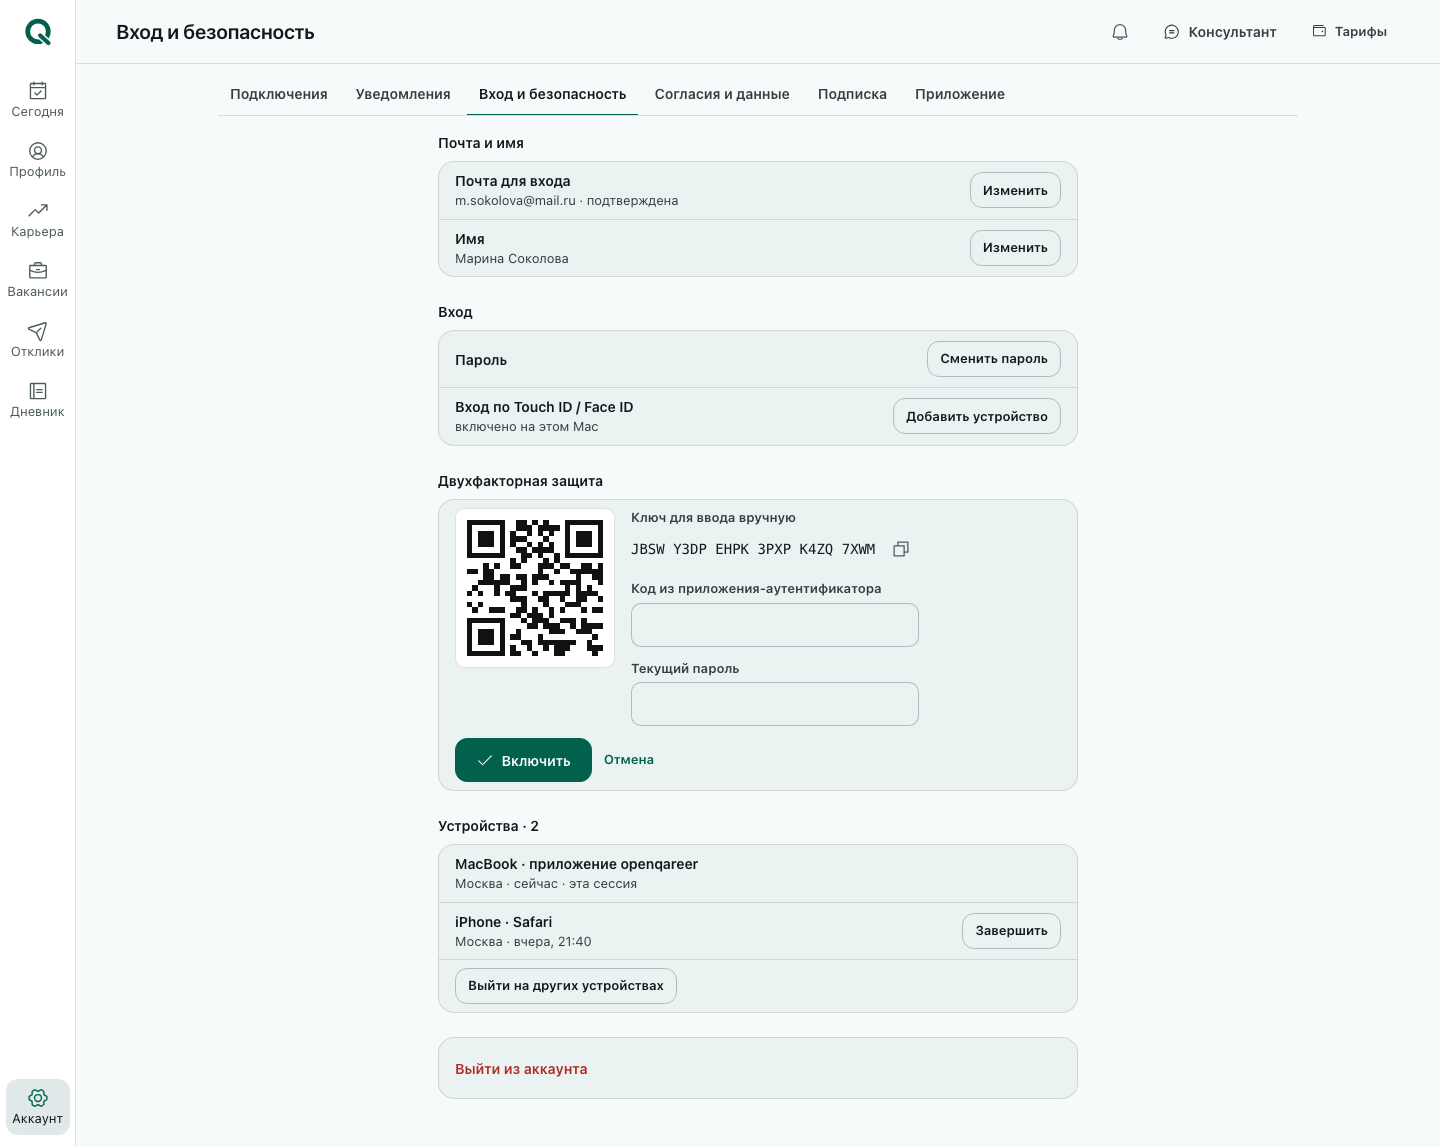 Вход и безопасность
Консультант
Тарифы
Сегодня
Профиль
Карьера
Вакансии
Отклики
Дневник
Аккаунт
Подключения
Уведомления
Вход и безопасность
Согласия и данные
Подписка
Приложение
Почта и имя
Почта для входа
m.sokolova@mail.ru · подтверждена
Изменить
Имя
Марина Соколова
Изменить
Вход
Пароль
Сменить пароль
Вход по Touch ID / Face ID
включено на этом Mac
Добавить устройство
Двухфакторная защита
Ключ для ввода вручную
JBSW Y3DP EHPK 3PXP K4ZQ 7XWM
Код из приложения-аутентификатора
Текущий пароль
Включить
Отмена
Устройства · 2
MacBook · приложение openqareer
Москва · сейчас · эта сессия
iPhone · Safari
Москва · вчера, 21:40
Завершить
Выйти на других устройствах
Выйти из аккаунта